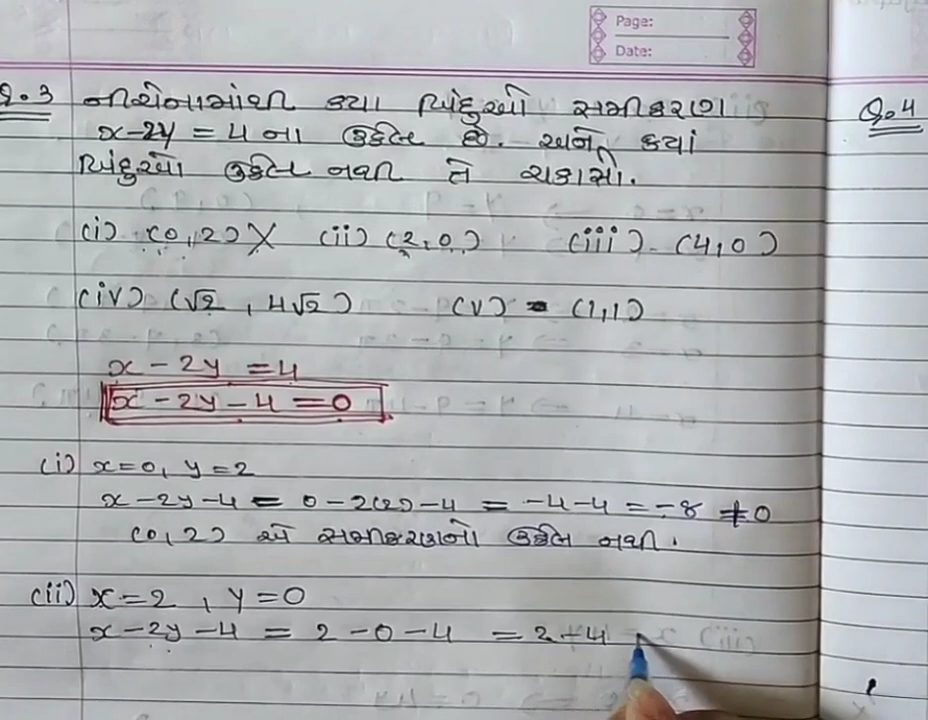 Page:
Date:
Q.3 નીચેનામાંથી કયા બિંદુઓ સમીકરણ
x-2y = 4 ના ઉકેલ છે. અને કયાં
બિંદુઓ ઉકેલ નથી તે ચકાસો.
(i) (0,2) X (ii) (2,0) (iii) (4,0)
(iv) (√2 , 4√2) (v) (1,1)
x - 2y = 4
x - 2y - 4 = 0
(i) x=0, y=2
x - 2y - 4 = 0 - 2(2) - 4 = -4 - 4 = -8 ≠ 0
(0,2) એ સમીકરણનો ઉકેલ નથી.
(ii) x=2 , y=0
x - 2y - 4 = 2 - 0 - 4 = 2 - 4
Q.4